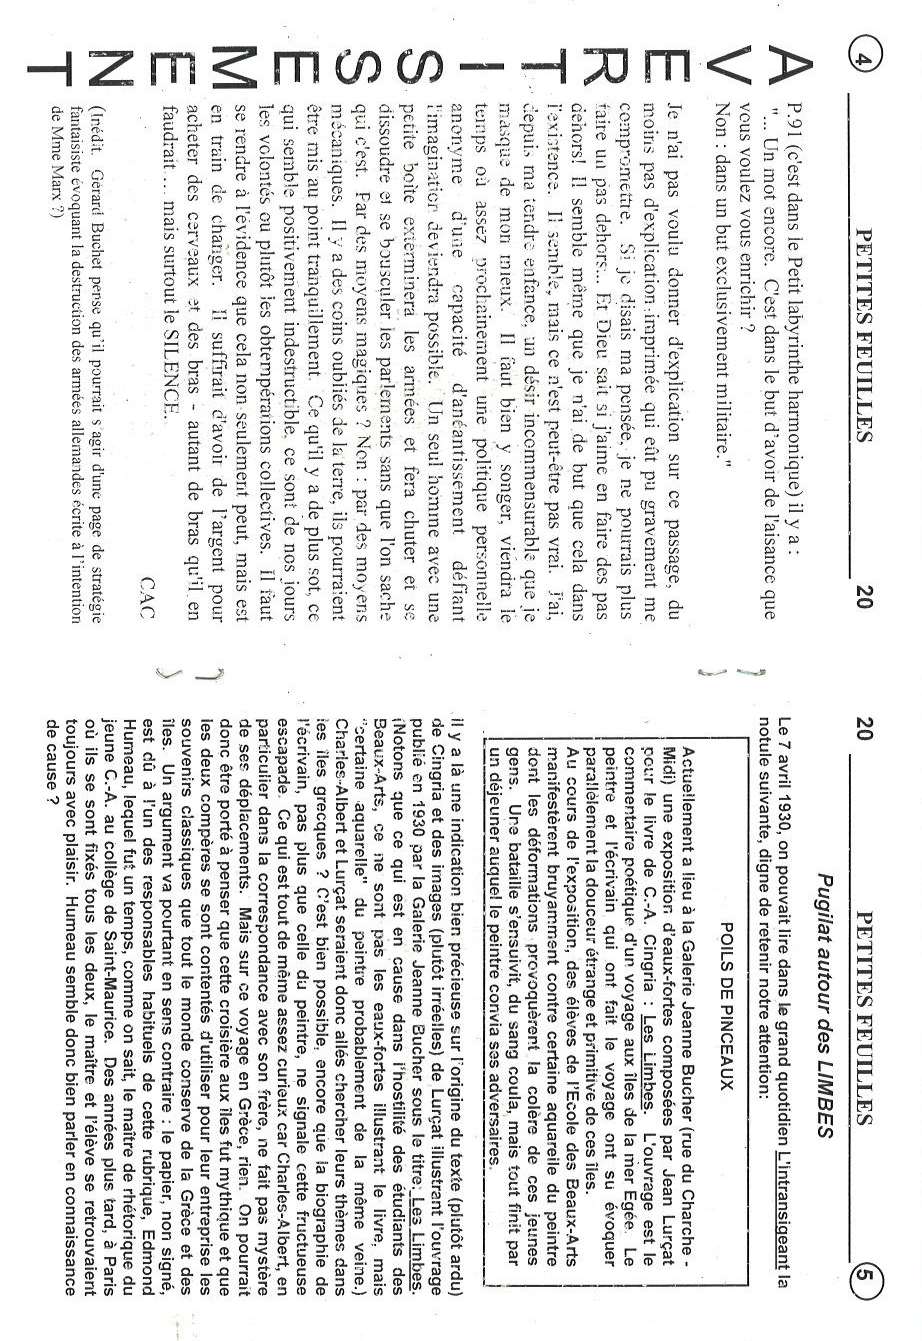 4 PETITES FEUILLES 20
AVERTISSEMENT
P.91 (c'est dans le Petit labyrinthe harmonique) il y a :
"... Un mot encore. C'est dans le but d'avoir de l'aisance que
vous voulez vous enrichir ?
Non : dans un but exclusivement militaire."
Je n'ai pas voulu donner d'explication sur ce passage, du
moins pas d'explication imprimée qui eût pu gravement me
compromettre. Si je disais ma pensée, je ne pourrais plus
faire un pas dehors... Et Dieu sait si j'aime en faire des pas
dehors! Il semble même que je n'ai de but que cela dans
l'existence. Il semble, mais ce n'est peut-être pas vrai. J'ai,
depuis ma tendre enfance, un désir incommensurable que je
masque de mon mieux. Il faut bien y songer, viendra le
temps où assez prochainement une politique personnelle
anonyme d'une capacité d'anéantissement défiant
l'imagination deviendra possible. Un seul homme avec une
petite boîte exterminera les armées et fera chuter et se
dissoudre et se bousculer les parlements sans que l'on sache
qui c'est. Par des moyens magiques ? Non : par des moyens
mécaniques. Il y a des coins oubliés de la terre, ils pourraient
être mis au point tranquillement. Ce qu'il y a de plus sot, ce
qui semble positivement indestructible, ce sont de nos jours
les volontés ou plutôt les obtempérations collectives. Il faut
se rendre à l'évidence que cela non seulement peut, mais est
en train de changer. Il suffirait d'avoir de l'argent pour
acheter des cerveaux et des bras - autant de bras qu'il en
faudrait ... mais surtout le SILENCE.
CAC
(Inédit. Gérard Buchet pense qu'il pourrait s'agir d'une page de stratégie
fantaisiste évoquant la destruction des armées allemandes écrite à l'intention
de Mme Marx ?)
20 PETITES FEUILLES 5
Pugilat autour des LIMBES
Le 7 avril 1930, on pouvait lire dans le grand quotidien L'Intransigeant la
notule suivante, digne de retenir notre attention:
POILS DE PINCEAUX
Actuellement a lieu à la Galerie Jeanne Bucher (rue du Charche -
Midi) une exposition d'eaux-fortes composées par Jean Lurçat
pour le livre de C.-A. Cingria : Les Limbes. L'ouvrage est le
commentaire poétique d'un voyage aux îles de la mer Egée. Le
peintre et l'écrivain qui ont fait le voyage ont su évoquer
parallèlement la douceur étrange et primitive de ces îles.
Au cours de l'exposition, des élèves de l'Ecole des Beaux-Arts
manifestèrent bruyamment contre certaine aquarelle du peintre
dont les déformations provoquèrent la colère de ces jeunes
gens. Une bataille s'ensuivit, du sang coula, mais tout finit par
un déjeuner auquel le peintre convia ses adversaires.
Il y a là une indication bien précieuse sur l'origine du texte (plutôt ardu)
de Cingria et des images (plutôt irréelles) de Lurçat illustrant l'ouvrage
publié en 1930 par la Galerie Jeanne Bucher sous le titre: Les Limbes.
(Notons que ce qui est en cause dans l'hostilité des étudiants des
Beaux-Arts, ce ne sont pas les eaux-fortes illustrant le livre, mais
"certaine aquarelle" du peintre probablement de la même veine.)
Charles-Albert et Lurçat seraient donc allés chercher leurs thèmes dans
les îles grecques ? C'est bien possible, encore que la biographie de
l'écrivain, pas plus que celle du peintre, ne signale cette fructueuse
escapade. Ce qui est tout de même assez curieux car Charles-Albert, en
particulier dans la correspondance avec son frère, ne fait pas mystère
de ses déplacements. Mais sur ce voyage en Grèce, rien. On pourrait
donc être porté à penser que cette croisière aux îles fut mythique et que
les deux compères se sont contentés d'utiliser pour leur entreprise les
souvenirs classiques que tout le monde conserve de la Grèce et des
îles. Un argument va pourtant en sens contraire : le papier, non signé,
est dû à l'un des responsables habituels de cette rubrique, Edmond
Humeau, lequel fut un temps, comme on sait, le maître de rhétorique du
jeune C.-A. au collège de Saint-Maurice. Des années plus tard, à Paris
où ils se sont fixés tous les deux, le maître et l'élève se retrouvaient
toujours avec plaisir. Humeau semble donc bien parler en connaissance
de cause ?